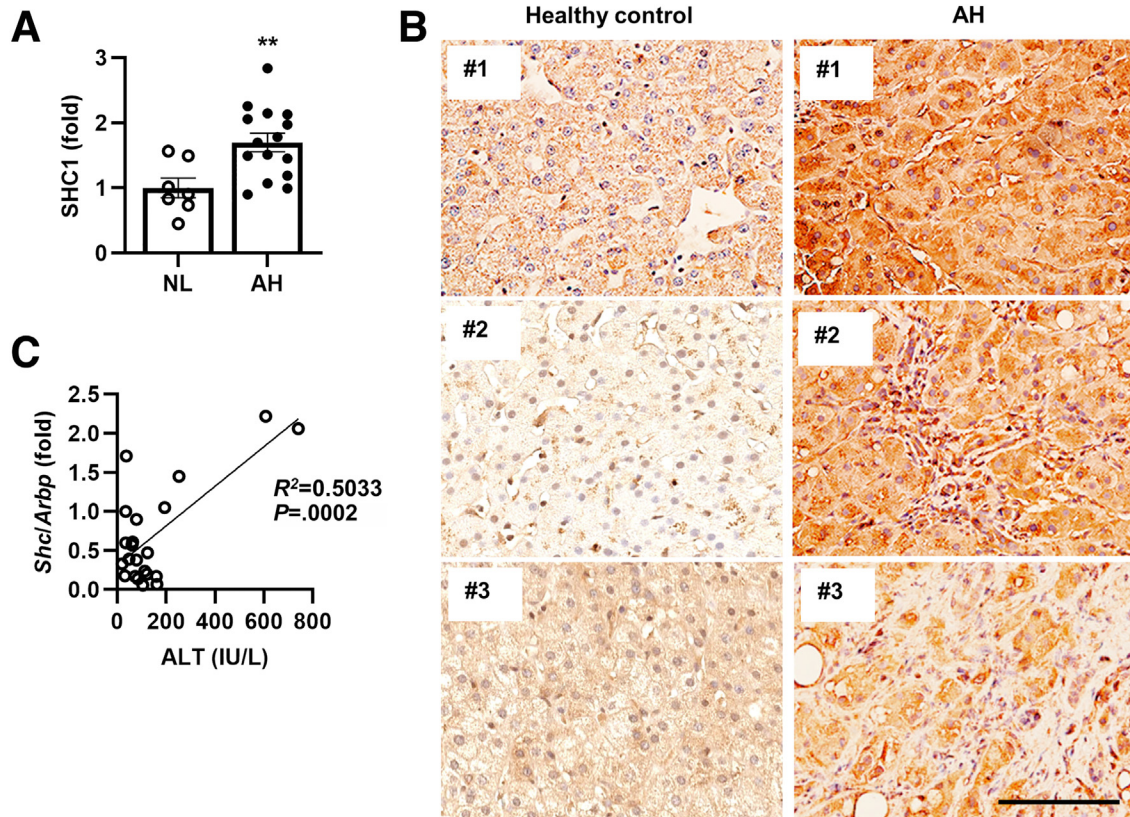 A
SHC1 (fold)
3
**
2
1
0
NL
AH
B
Healthy control
AH
#1
#1
#2
#2
#3
#3
C
Shc/Arbp (fold)
2.5
2.0
1.5
1.0
0.5
0.0
R²=0.5033
P=.0002
0
200
400
600
800
ALT (IU/L)